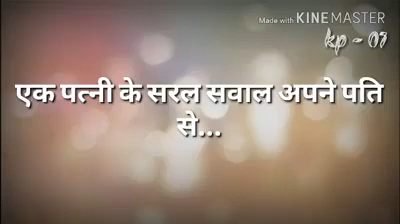 Made with KINEMASTER
kp - 07
एक पत्नी के सरल सवाल अपने पति
से...